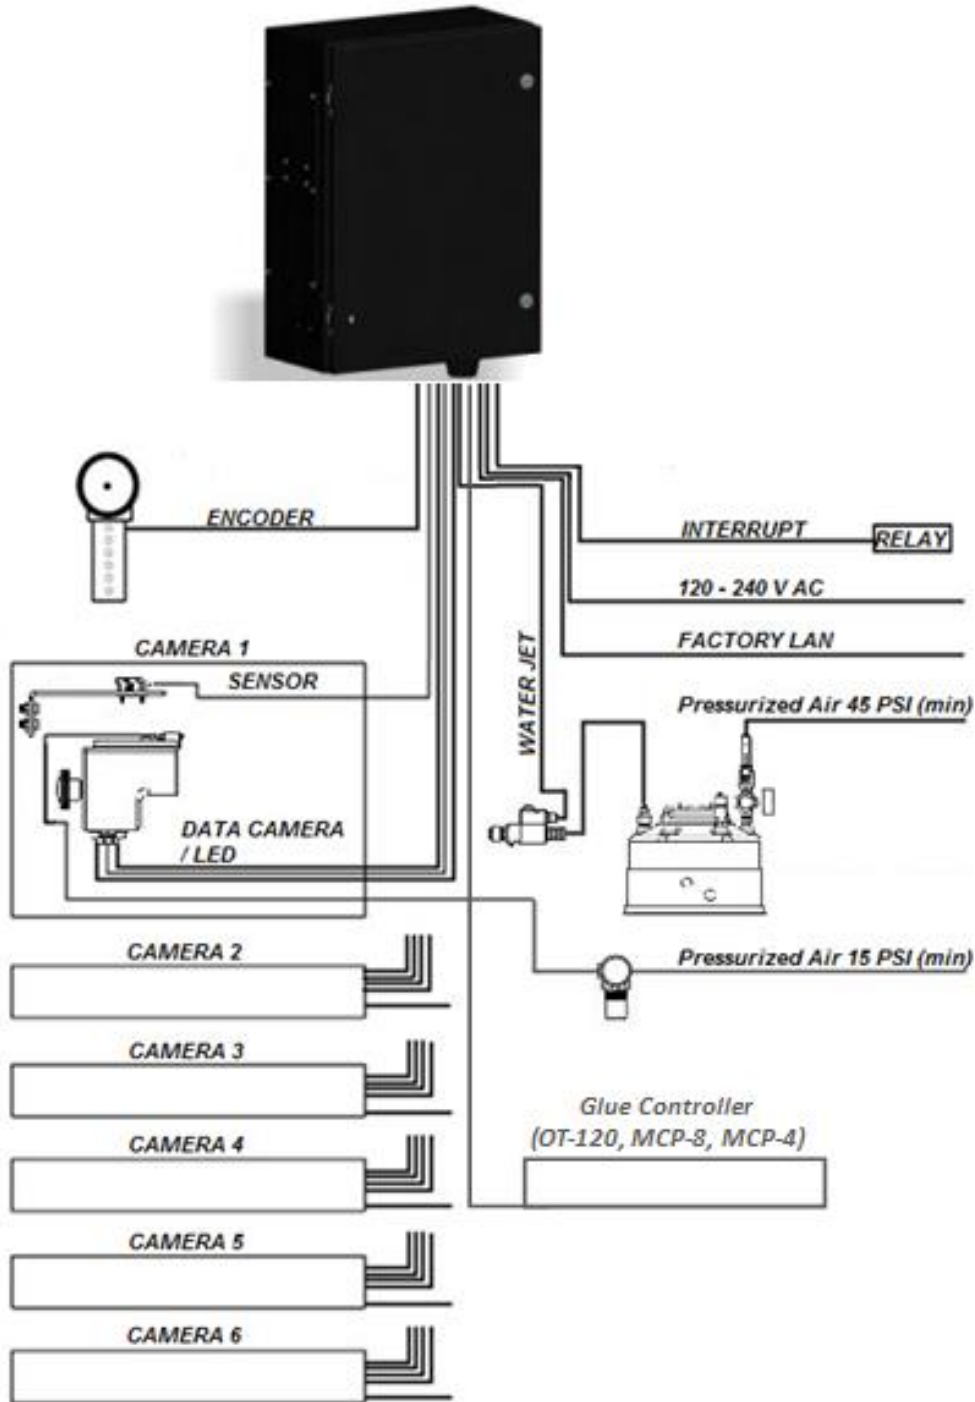 ENCODER
INTERRUPT
RELAY
120 - 240 V AC
FACTORY LAN
CAMERA 1
SENSOR
WATER JET
Pressurized Air 45 PSI (min)
DATA CAMERA
/ LED
CAMERA 2
Pressurized Air 15 PSI (min)
CAMERA 3
Glue Controller
(OT-120, MCP-8, MCP-4)
CAMERA 4
CAMERA 5
CAMERA 6